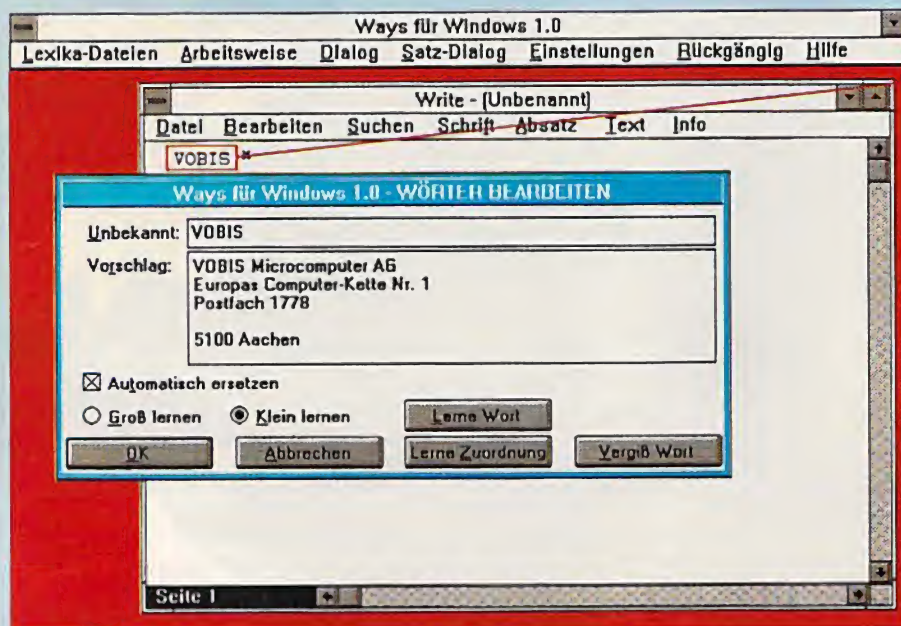 Ways für Windows 1.0
Lexika-Dateien Arbeitsweise Dialog Satz-Dialog Einstellungen Rückgängig Hilfe
Write - (Unbenannt)
Datei Bearbeiten Suchen Schrift Absatz Text Info
VOBIS
Ways für Windows 1.0 - WÖRTER BEARBEITEN
Unbekannt: VOBIS
Vorschlag: VOBIS Microcomputer AG
Europas Computer-Kette Nr. 1
Postfach 1778
5100 Aachen
Automatisch ersetzen
Groß lernen Klein lernen Lerne Wort
OK Abbrechen Lerne Zuordnung Vergiß Wort
Seite 1